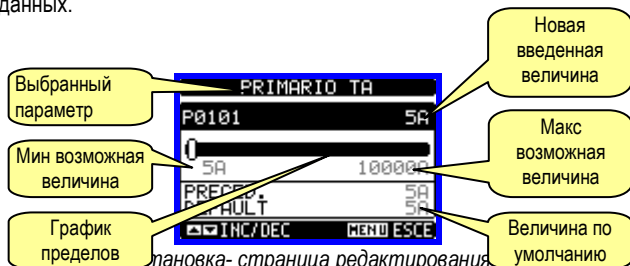 данных.
Новая
введенная
величина
Выбранный
параметр
PRIMARIO TA
P0101 5A
Макс
возможная
величина
Мин возможная
величина
5A 10000A
PRECED. 5A
DEFAULT 5A
График
пределов
▲▼ INC/DEC MENU ESCE
Величина по
умолчанию
тановка- страница редактирования